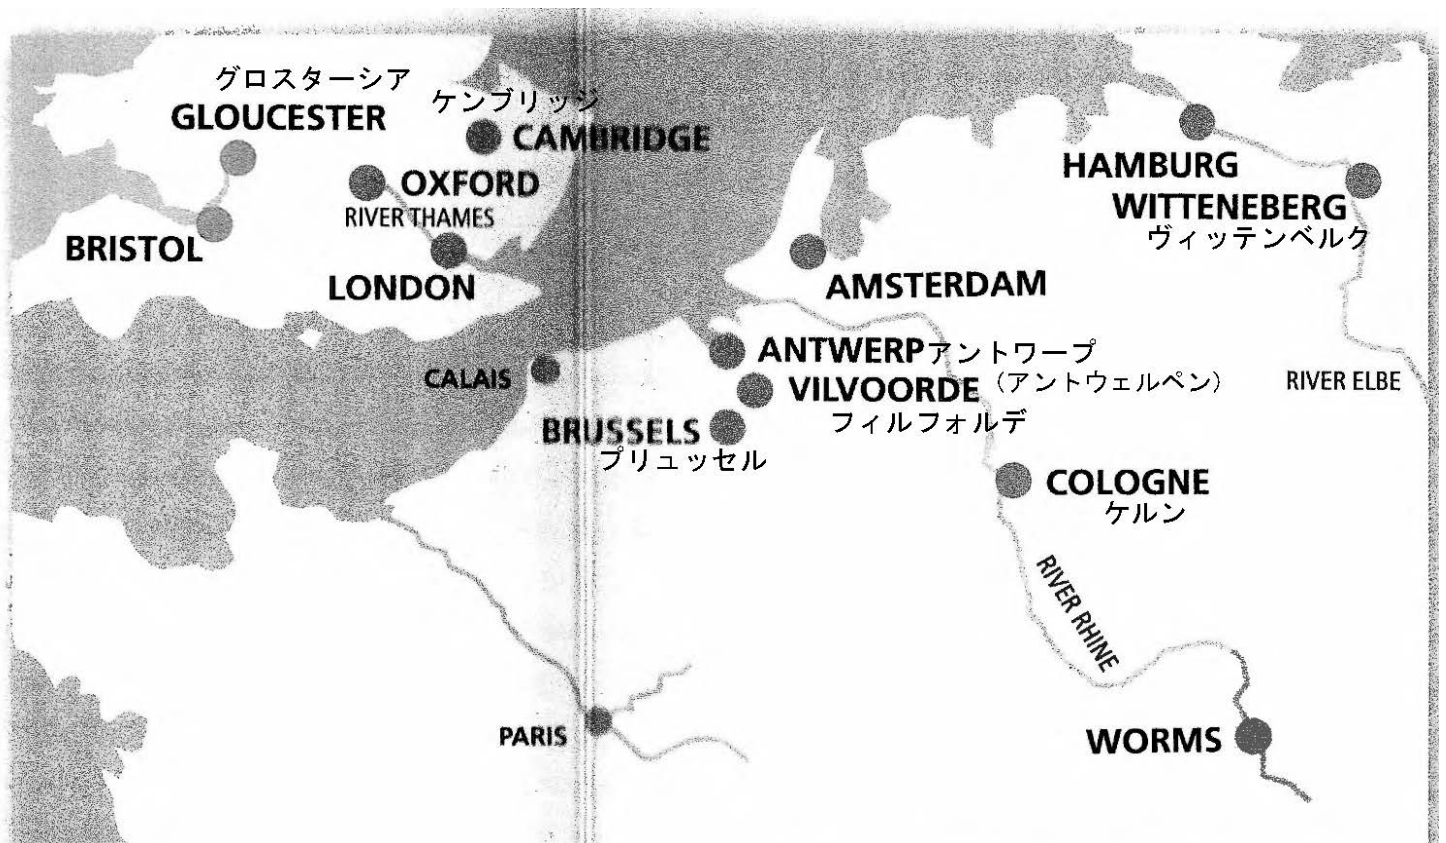 グロスターシア
GLOUCESTER
ケンブリッジ
CAMBRIDGE
OXFORD
RIVER THAMES
BRISTOL
LONDON
HAMBURG
WITTENEBERG
ヴィッテンベルク
AMSTERDAM
ANTWERPアントワープ
CALAIS
VILVOORDE (アントウェルペン)
フィルフォルデ
RIVER ELBE
BRUSSELS
ブリュッセル
COLOGNE
ケルン
RIVER RHINE
PARIS
WORMS